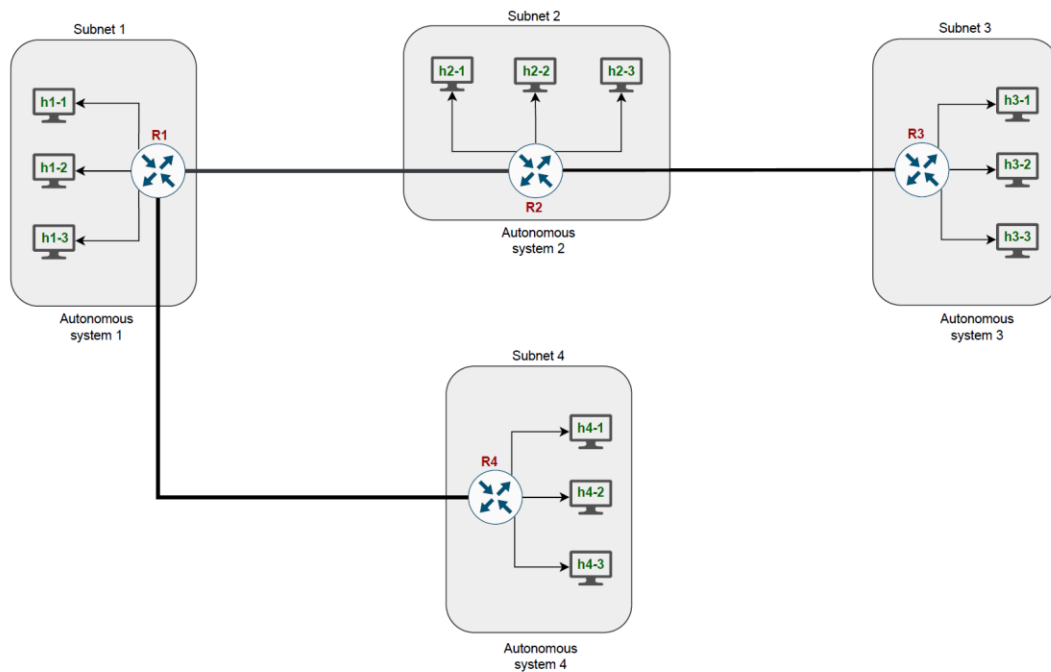 Subnet 1
h1-1
h1-2
h1-3
R1
Autonomous
system 1
Subnet 2
h2-1
h2-2
h2-3
R2
Autonomous
system 2
Subnet 3
R3
h3-1
h3-2
h3-3
Autonomous
system 3
Subnet 4
R4
h4-1
h4-2
h4-3
Autonomous
system 4